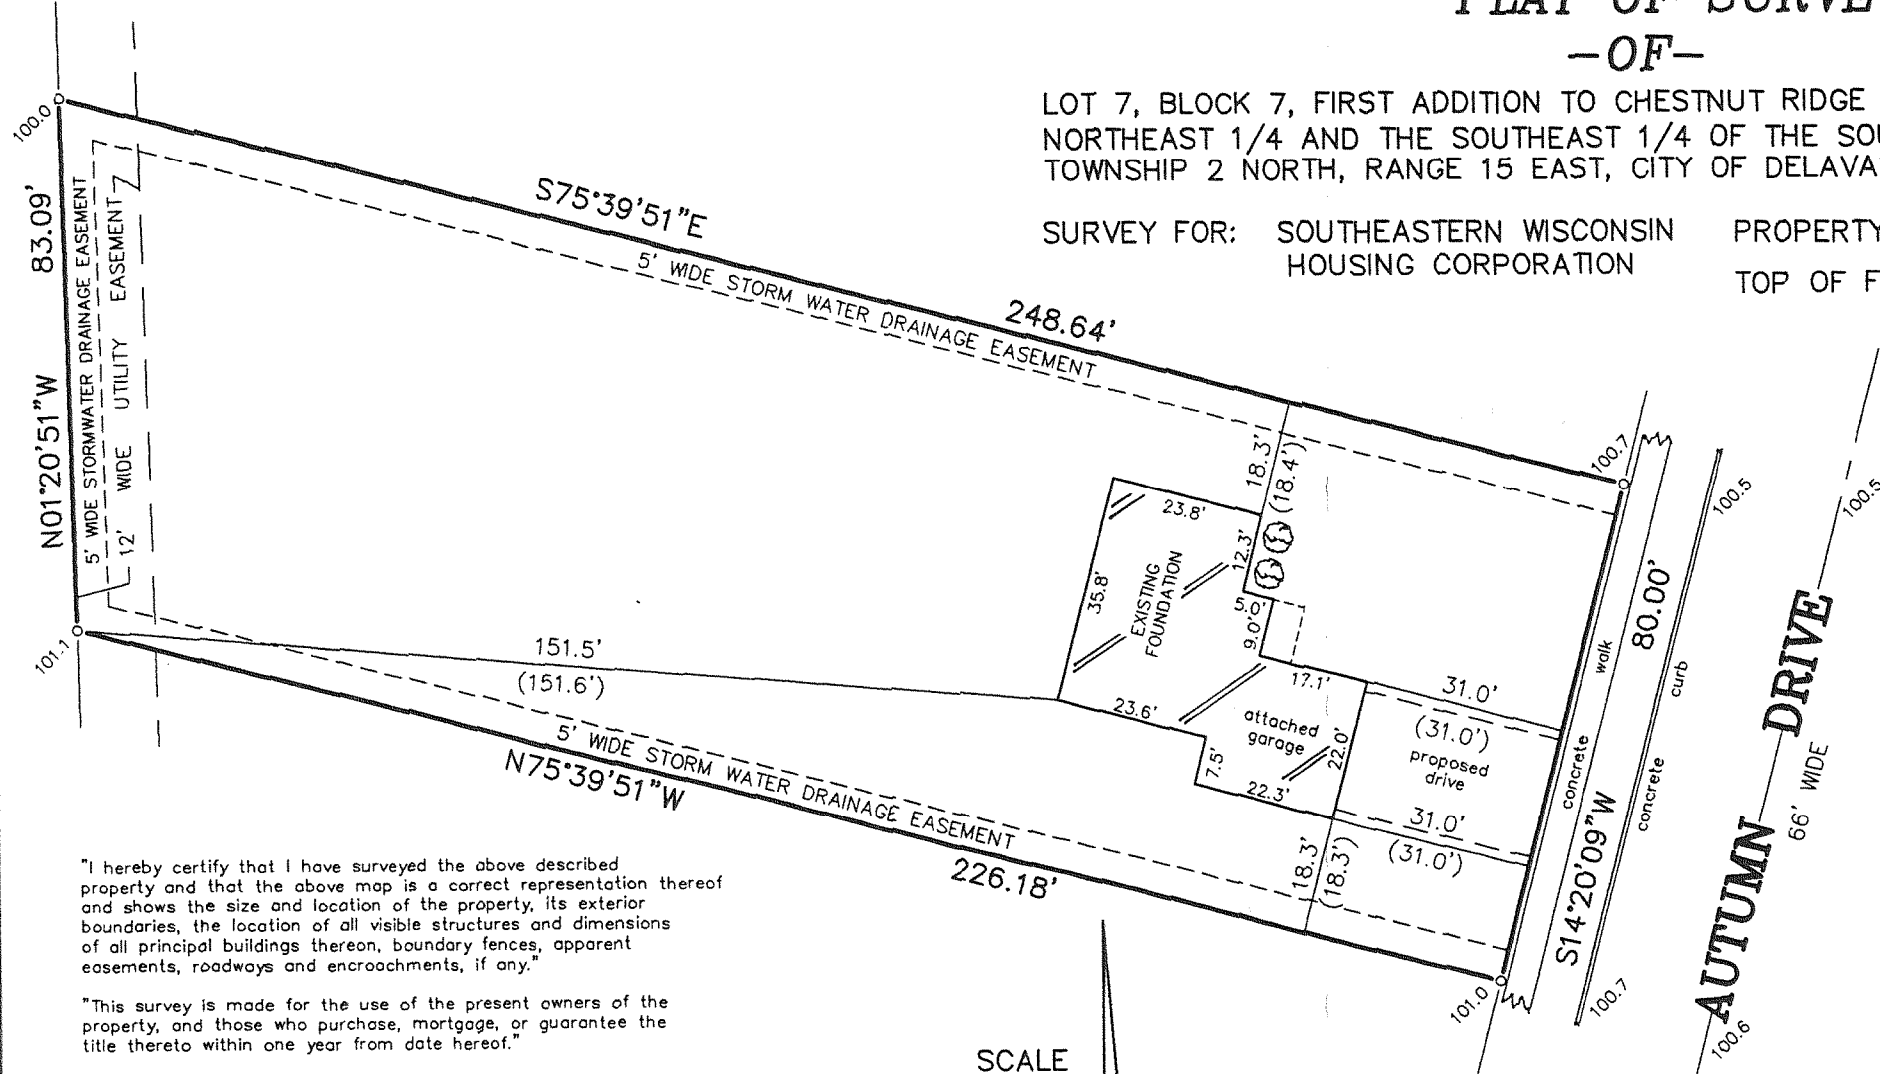 -OF-
LOT 7, BLOCK 7, FIRST ADDITION TO CHESTNUT RIDGE
NORTHEAST 1/4 AND THE SOUTHEAST 1/4 OF THE
TOWNSHIP 2 NORTH, RANGE 15 EAST, CITY OF
SURVEY FOR: SOUTHEASTERN WISCONSIN
HOUSING CORPORATION
PROPERTY
TOP OF
100.0
83.09'
N01°20'51"W
5' WIDE STORMWATER DRAINAGE EASEMENT
12' WIDE UTILITY EASEMENT
101.1
S75°39'51"E
248.64'
5' WIDE STORM WATER DRAINAGE EASEMENT
100.7
18.3'
(18.4')
23.8'
12.3'
35.8'
EXISTING
FOUNDATION
5.0'
9.0'
17.1'
151.5'
(151.6')
23.6'
7.5'
attached
garage
22.0'
22.3'
31.0'
(31.0')
proposed
drive
31.0'
(31.0')
18.3'
(18.3')
5' WIDE STORM WATER DRAINAGE EASEMENT
N75°39'51"W
226.18'
101.0
80.00'
S14°20'09"W
concrete walk
concrete curb
100.5
100.5
100.7
100.6
AUTUMN DRIVE
66' WIDE
"I hereby certify that I have surveyed the above described
property and that the above map is a correct representation thereof
and shows the size and location of the property, its exterior
boundaries, the location of all visible structures and dimensions
of all principal buildings thereon, boundary fences, apparent
easements, roadways and encroachments, if any."
"This survey is made for the use of the present owners of the
property, and those who purchase, mortgage, or guarantee the
title thereto within one year from date hereof."
SCALE